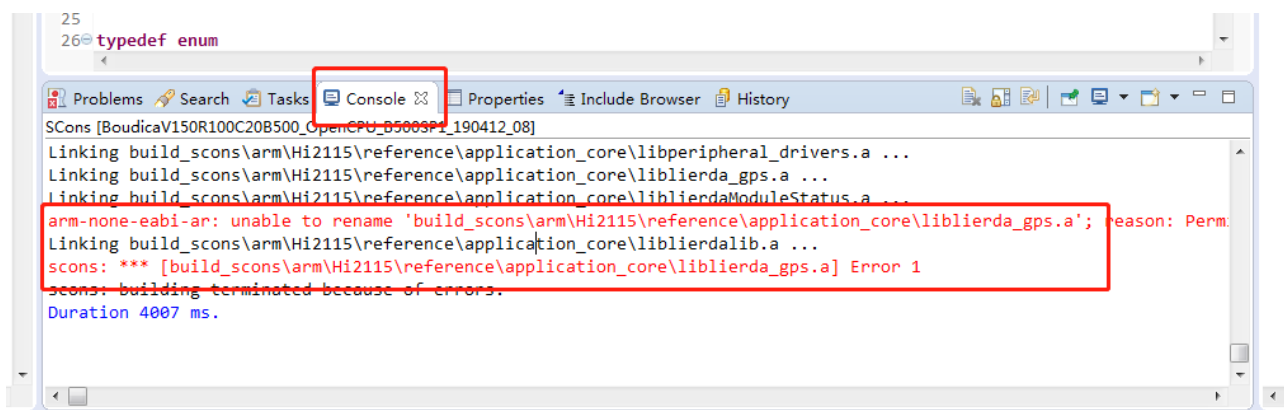 25
26 typedef enum
Problems Search Tasks Console Properties Include Browser History
SCons [BoudicaV150R100C20B500_OpenCPU_B500SP1_190412_08]
Linking build_scons\arm\Hi2115\reference\application_core\libperipheral_drivers.a ...
Linking build_scons\arm\Hi2115\reference\application_core\liblierda_gps.a ...
Linking build_scons\arm\Hi2115\reference\application_core\liblierdaModuleStatus.a ...
arm-none-eabi-ar: unable to rename 'build_scons\arm\Hi2115\reference\application_core\liblierda_gps.a'; reason: Perm
Linking build_scons\arm\Hi2115\reference\application_core\liblierdalib.a ...
scons: *** [build_scons\arm\Hi2115\reference\application_core\liblierda_gps.a] Error 1
scons: building terminated because of errors.
Duration 4007 ms.